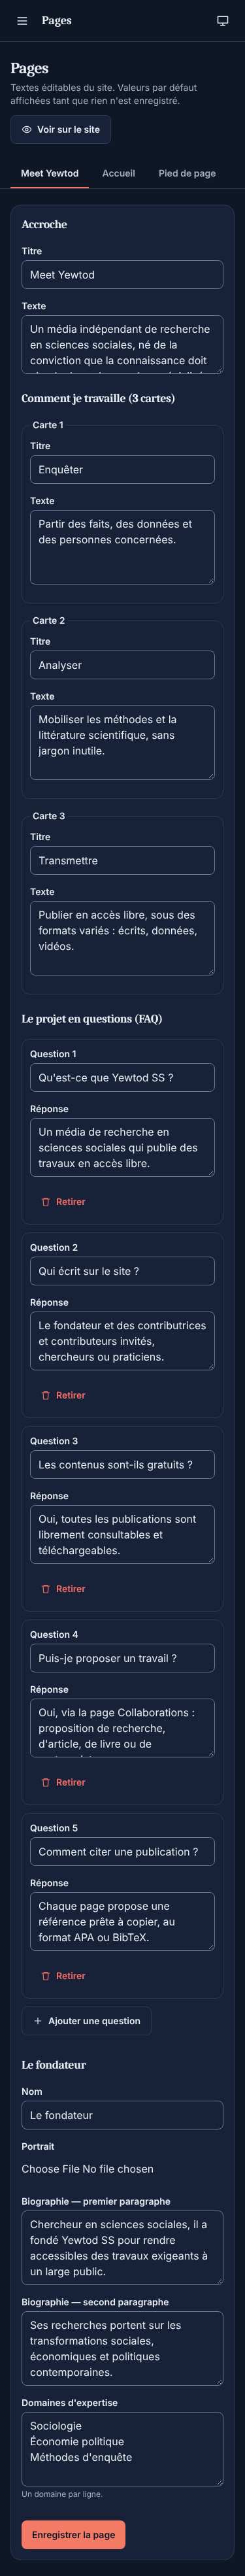 Pages
Pages
Textes éditables du site. Valeurs par défaut
affichées tant que rien n'est enregistré.
Voir sur le site
Meet Yewtod Accueil Pied de page
Accroche
Titre
Meet Yewtod
Texte
Un média indépendant de recherche
en sciences sociales, né de la
conviction que la connaissance doit
Comment je travaille (3 cartes)
Carte 1
Titre
Enquêter
Texte
Partir des faits, des données et
des personnes concernées.
Carte 2
Titre
Analyser
Texte
Mobiliser les méthodes et la
littérature scientifique, sans
jargon inutile.
Carte 3
Titre
Transmettre
Texte
Publier en accès libre, sous des
formats variés : écrits, données,
vidéos.
Le projet en questions (FAQ)
Question 1
Qu'est-ce que Yewtod SS ?
Réponse
Un média de recherche en
sciences sociales qui publie des
travaux en accès libre.
Retirer
Question 2
Qui écrit sur le site ?
Réponse
Le fondateur et des contributrices
et contributeurs invités,
chercheurs ou praticiens.
Retirer
Question 3
Les contenus sont-ils gratuits ?
Réponse
Oui, toutes les publications sont
librement consultables et
téléchargeables.
Retirer
Question 4
Puis-je proposer un travail ?
Réponse
Oui, via la page Collaborations :
proposition de recherche,
d'article, de livre ou de
Retirer
Question 5
Comment citer une publication ?
Réponse
Chaque page propose une
référence prête à copier, au
format APA ou BibTeX.
Retirer
Ajouter une question
Le fondateur
Nom
Le fondateur
Portrait
Choose File No file chosen
Biographie — premier paragraphe
Chercheur en sciences sociales, il a
fondé Yewtod SS pour rendre
accessibles des travaux exigeants à
un large public.
Biographie — second paragraphe
Ses recherches portent sur les
transformations sociales,
économiques et politiques
contemporaines.
Domaines d'expertise
Sociologie
Économie politique
Méthodes d'enquête
Un domaine par ligne.
Enregistrer la page